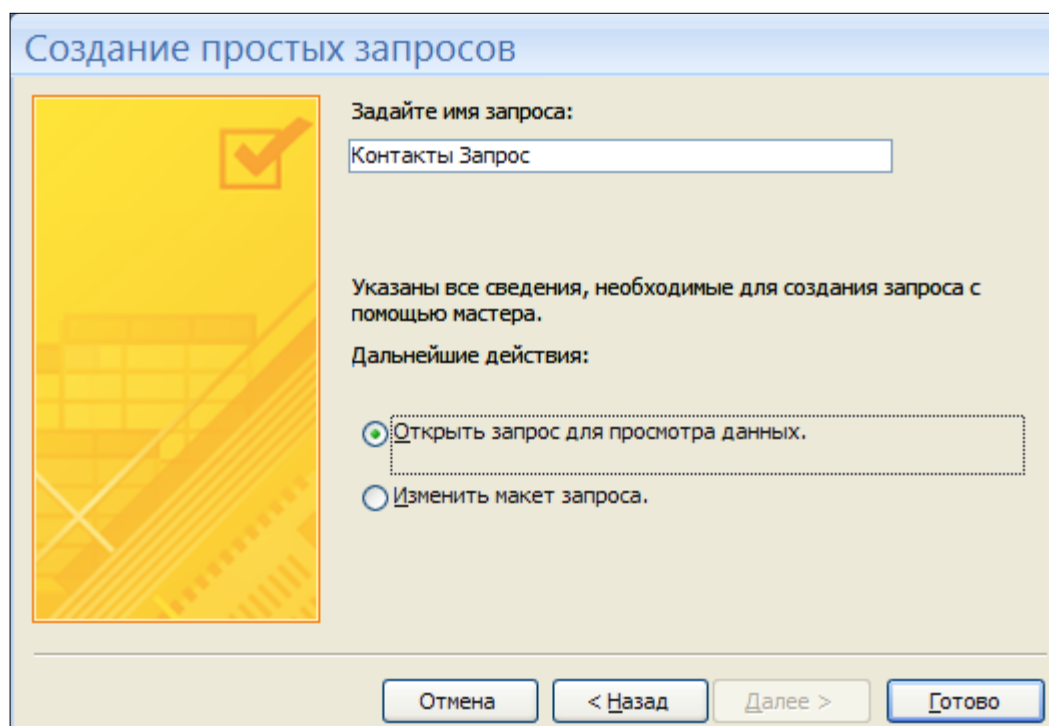 Создание простых запросов
Задайте имя запроса:
Контакты Запрос
Указаны все сведения, необходимые для создания запроса с
помощью мастера.
Дальнейшие действия:
Открыть запрос для просмотра данных.
Изменить макет запроса.
Отмена < Назад Далее > Готово